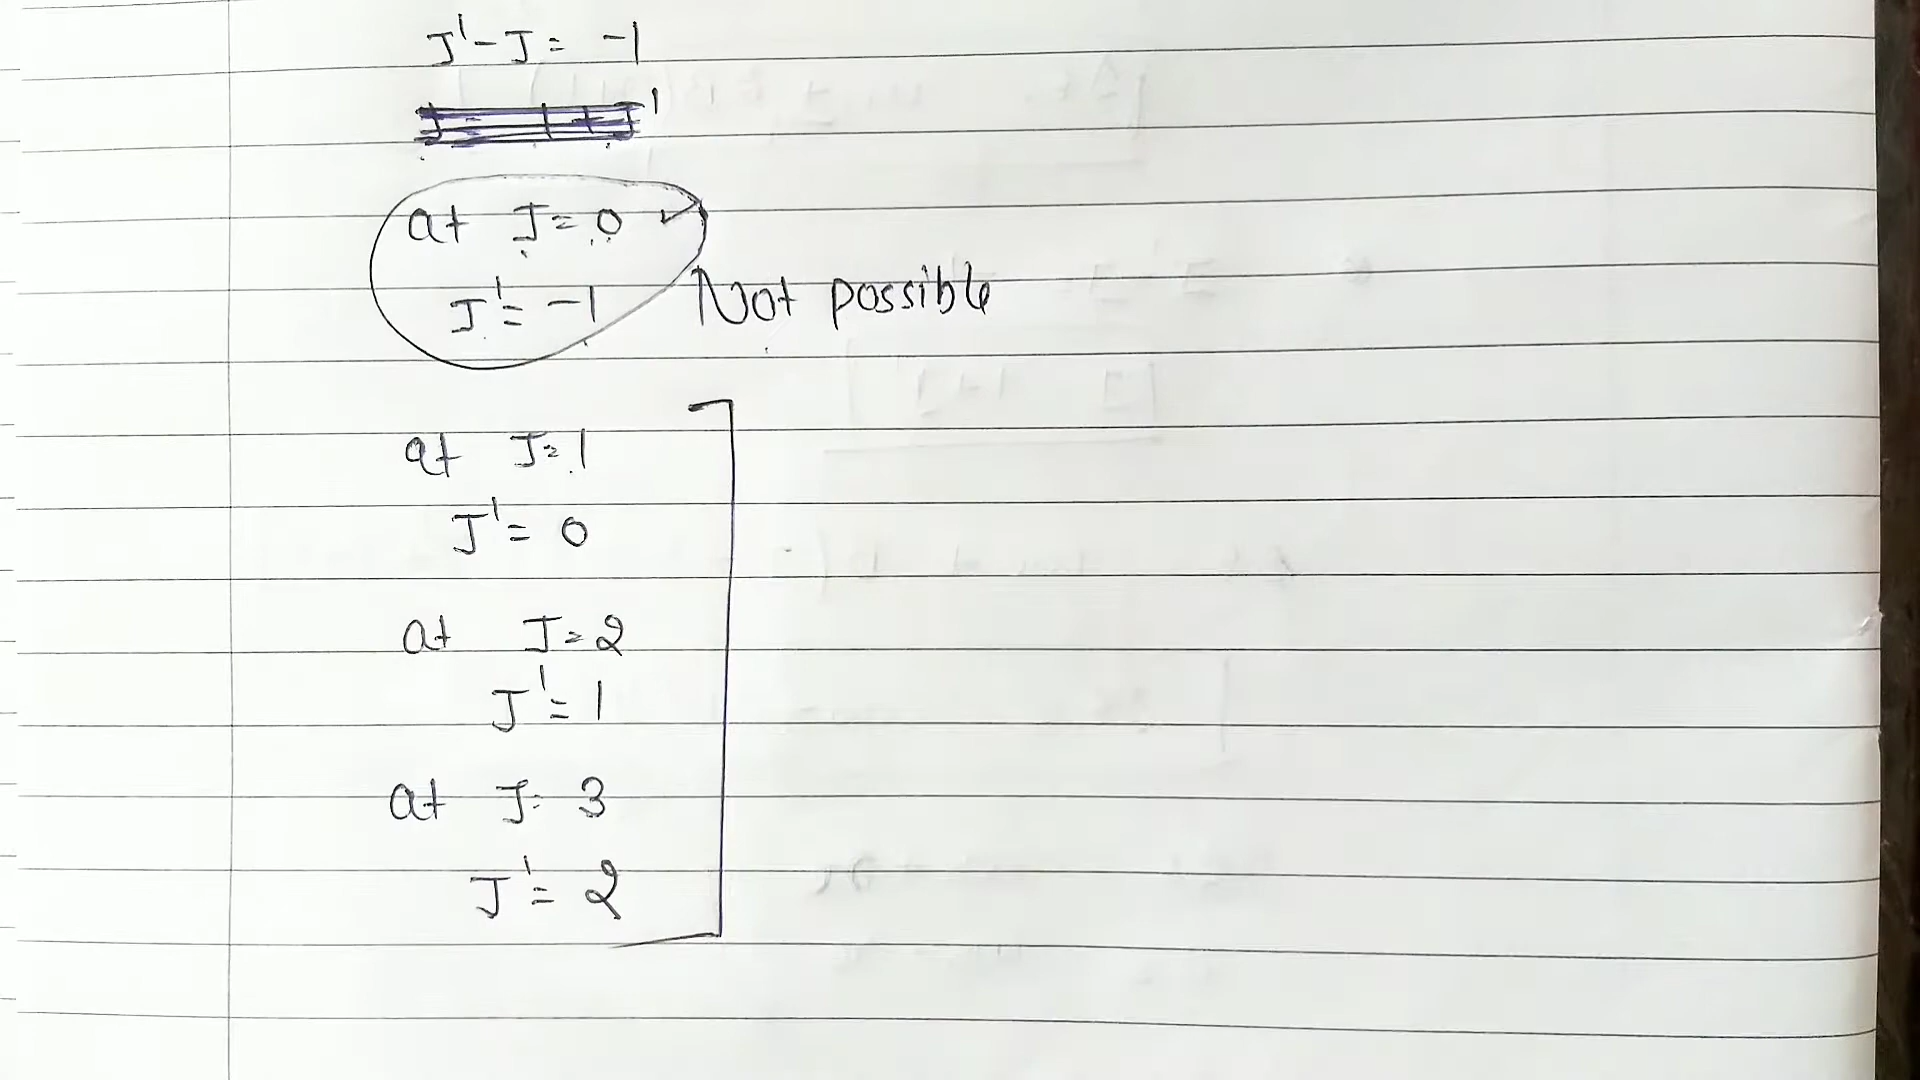 J' - J = -1
at J = 0 ✓
J' = -1 Not possible
at J = 1
J' = 0
at J = 2
J' = 1
at J = 3
J' = 2